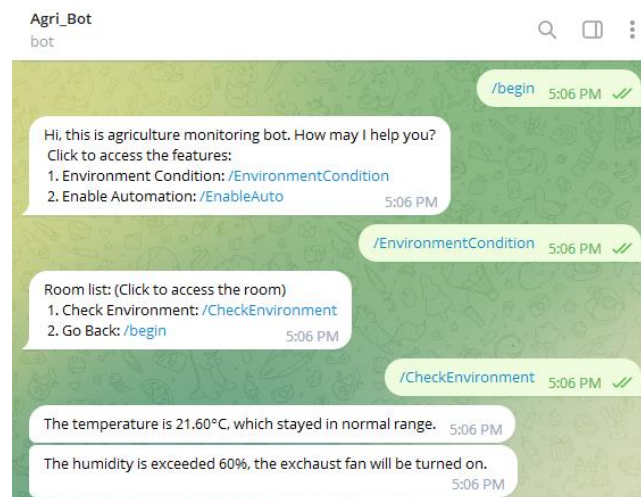 Agri_Bot
bot
/begin 5:06 PM
Hi, this is agriculture monitoring bot. How may I help you?
Click to access the features:
1. Environment Condition: /EnvironmentCondition
2. Enable Automation: /EnableAuto
5:06 PM
/EnvironmentCondition 5:06 PM
Room list: (Click to access the room)
1. Check Environment: /CheckEnvironment
2. Go Back: /begin
5:06 PM
/CheckEnvironment 5:06 PM
The temperature is 21.60°C, which stayed in normal range. 5:06 PM
The humidity is exceeded 60%, the exchaust fan will be turned on.
5:06 PM